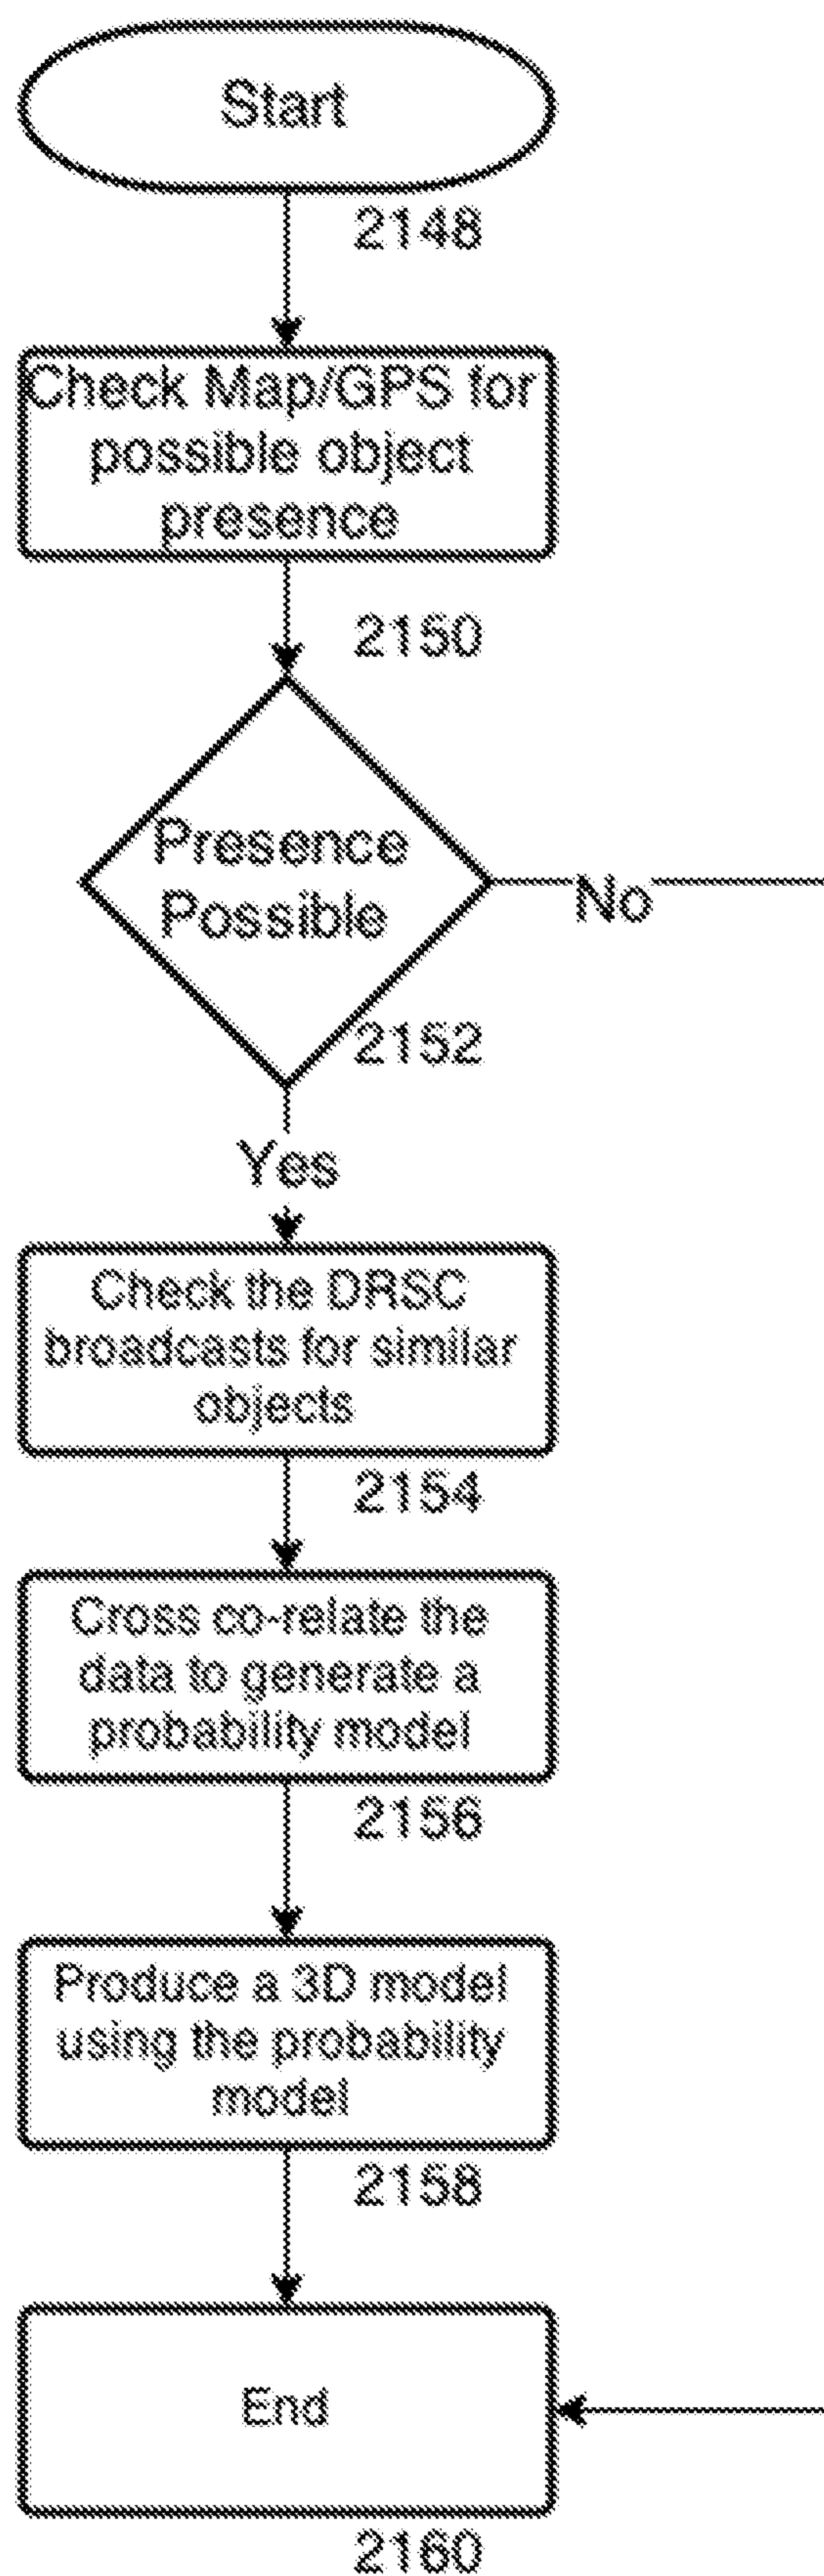 Start
2148
Check Map/GPS for
possible object
presence
2150
Presence
Possible
No
2152
Yes
Check the DRSC
broadcasts for similar
objects
2154
Cross co-relate the
data to generate a
probability model
2156
Produce a 3D model
using the probability
model
2158
End
2160